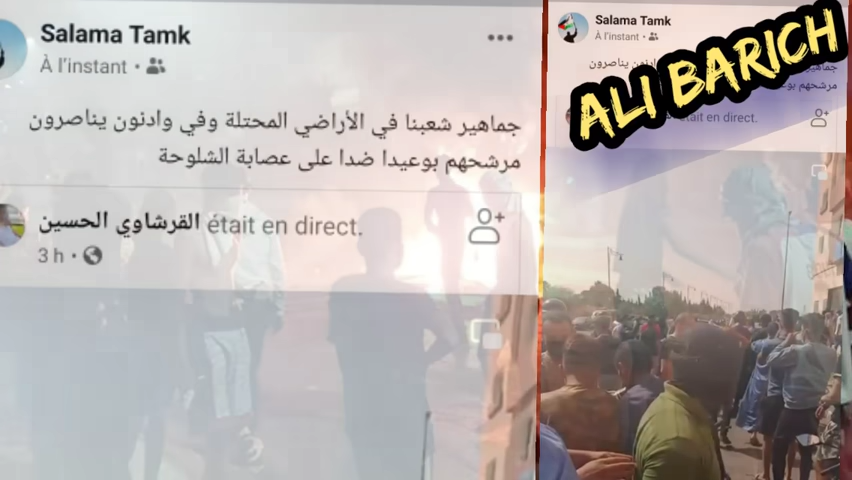 Salama Tamk
À l'instant
جماهير شعبنا في الأراضي المحتلة وفي وادنون يناصرون
مرشحهم بوعيدا ضدا على عصابة الشلوحة
القرشاوي الحسين était en direct.
3 h
Salama Tamk
À l'instant
ALI BARICH
يناصرون
en direct.